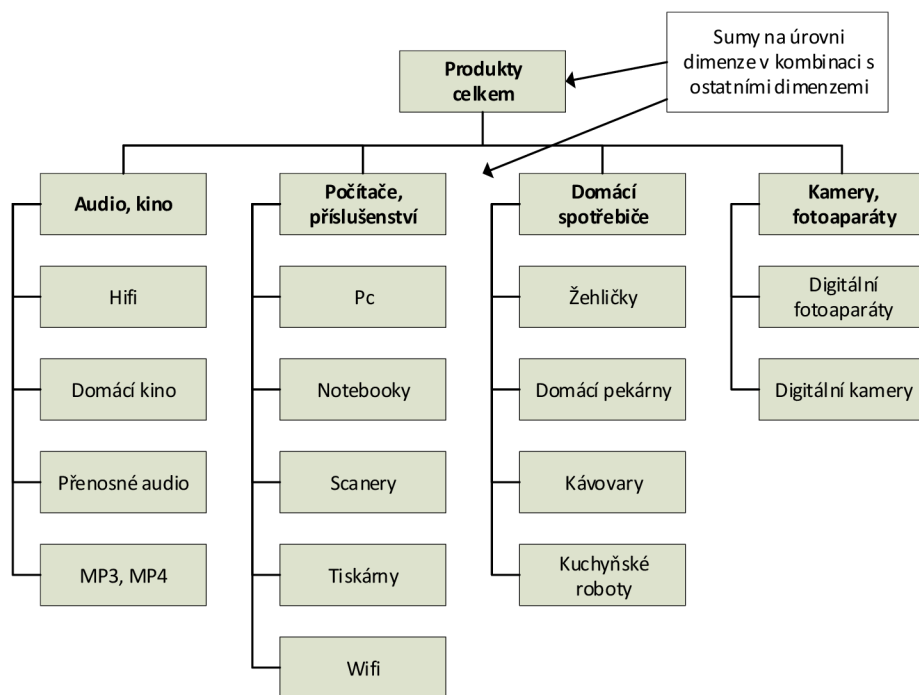 Sumy na úrovni
dimenze v kombinaci s
ostatními dimenzemi
Produkty
celkem
Audio, kino
Hifi
Domácí kino
Přenosné audio
MP3, MP4
Počítače,
příslušenství
Pc
Notebooky
Scanery
Tiskárny
Wifi
Domácí
spotřebiče
Žehličky
Domácí pekárny
Kávovary
Kuchyňské
roboty
Kamery,
fotoaparáty
Digitální
fotoaparáty
Digitální kamery